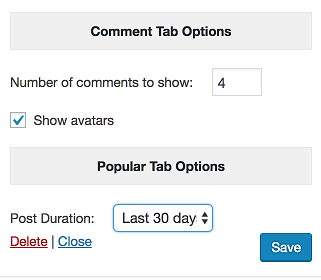 Comment Tab Options
Number of comments to show: 4
Show avatars
Popular Tab Options
Post Duration: Last 30 day
Delete | Close
Save